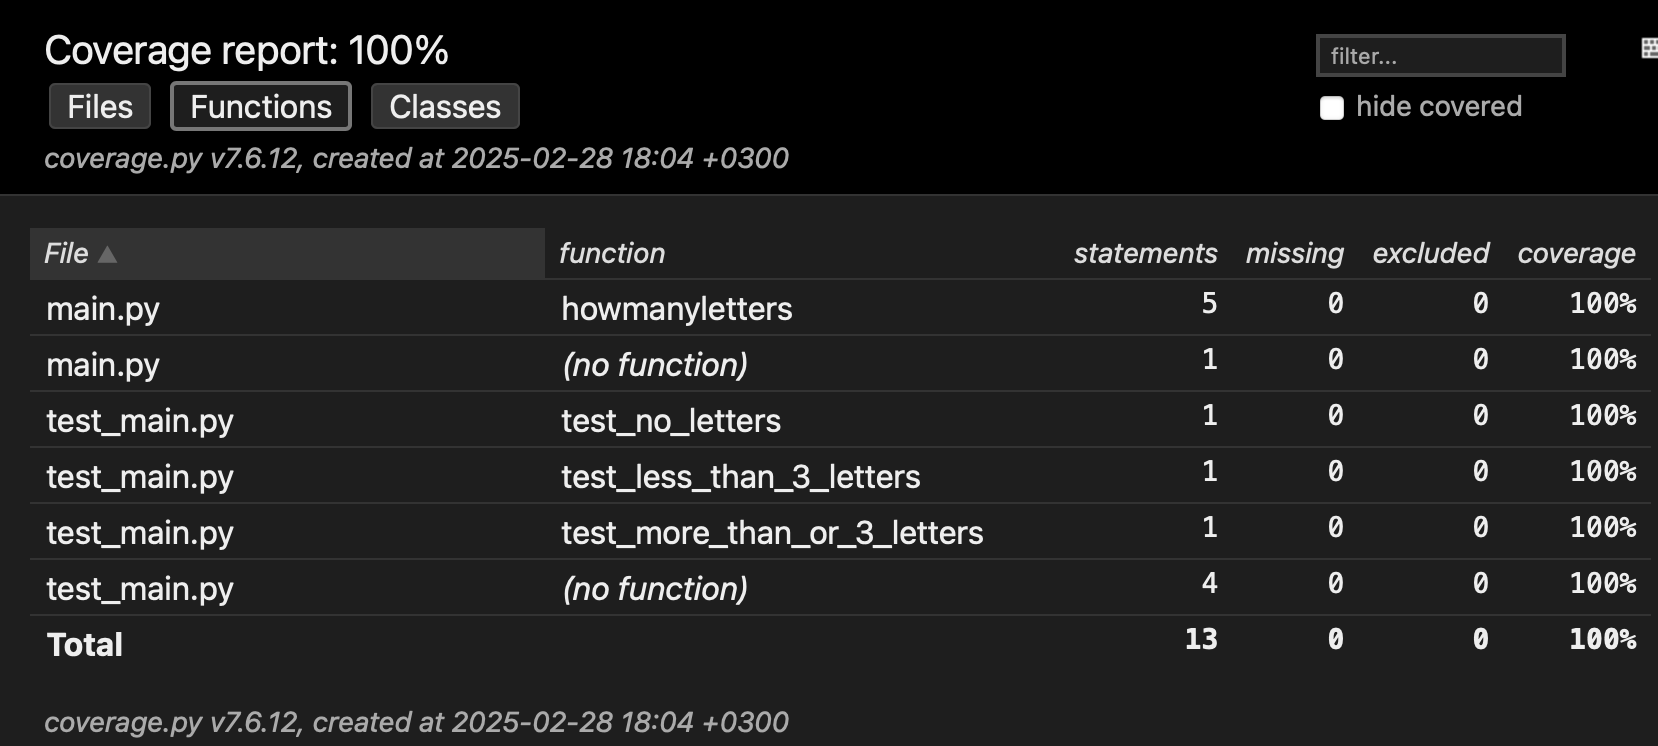 Coverage report: 100%
filter...
Files Functions Classes
hide covered
coverage.py v7.6.12, created at 2025-02-28 18:04 +0300
File ▲ function statements missing excluded coverage
main.py howmanyletters 5 0 0 100%
main.py (no function) 1 0 0 100%
test_main.py test_no_letters 1 0 0 100%
test_main.py test_less_than_3_letters 1 0 0 100%
test_main.py test_more_than_or_3_letters 1 0 0 100%
test_main.py (no function) 4 0 0 100%
Total 13 0 0 100%
coverage.py v7.6.12, created at 2025-02-28 18:04 +0300